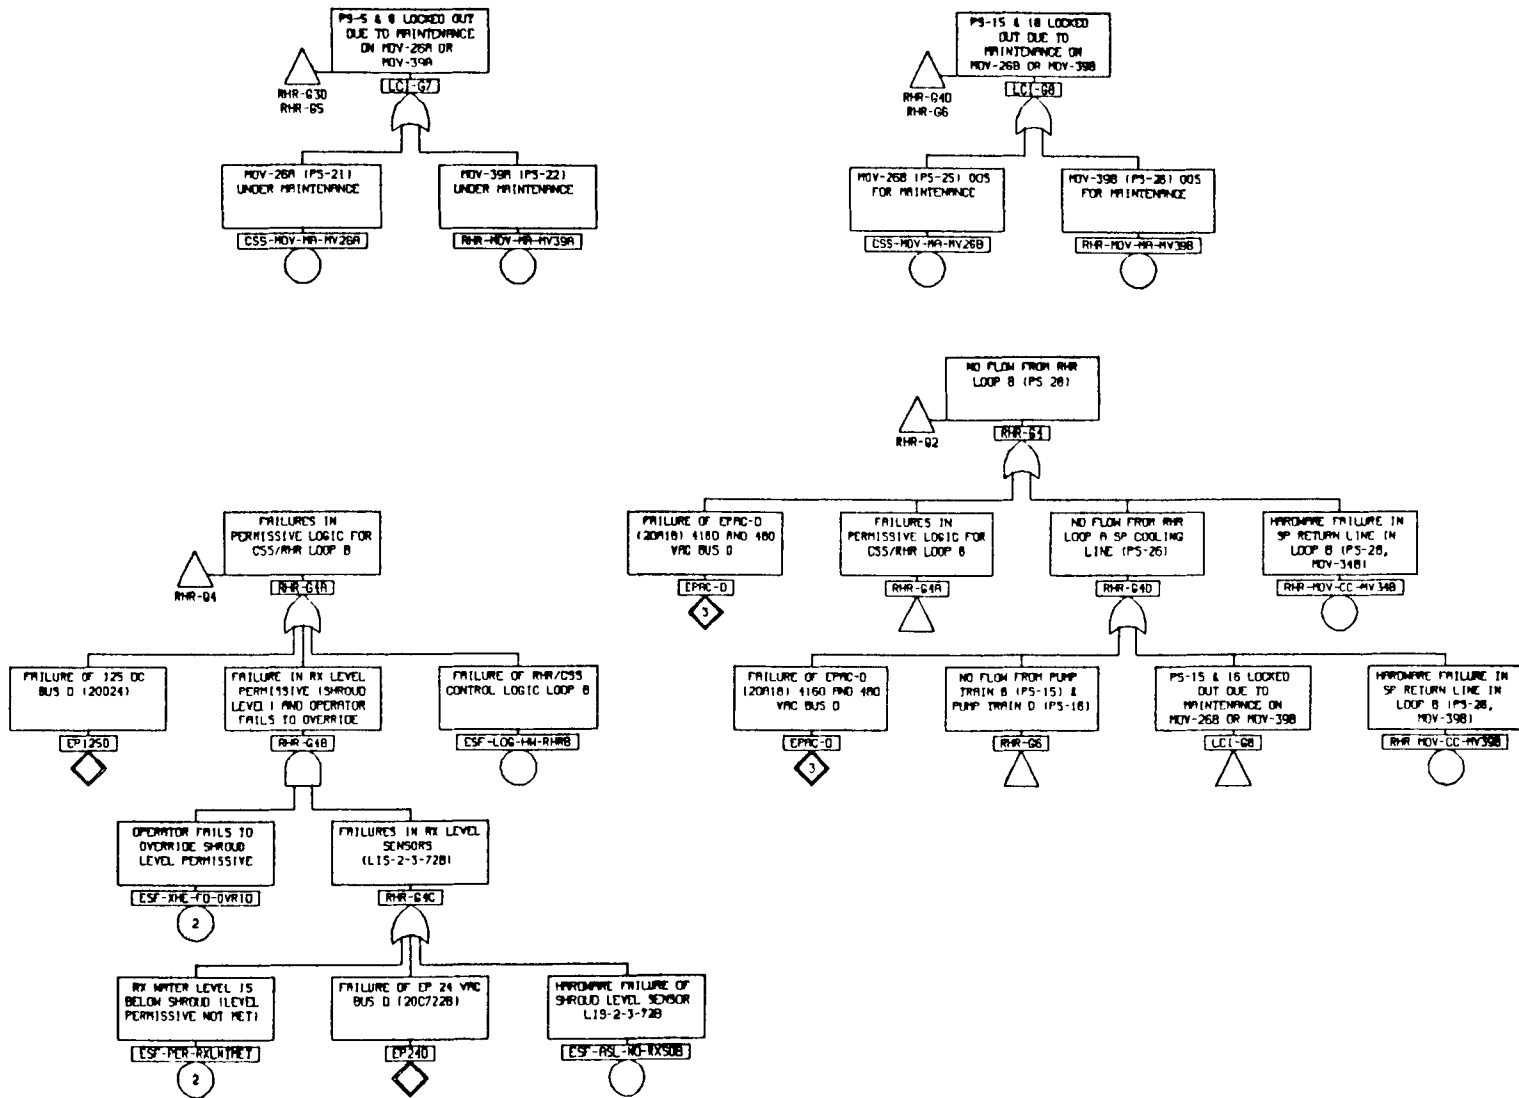 PS-5 & 8 LOCKED OUT
DUE TO MAINTENANCE
ON MOV-26A OR
MOV-39A
RHR-G3D
RHR-G5
LCI-G7
MOV-26A (PS-21)
UNDER MAINTENANCE
CSS-MOV-MA-MV26A
MOV-39A (PS-22)
UNDER MAINTENANCE
RHR-MOV-MA-MV39A
PS-15 & 18 LOCKED
OUT DUE TO
MAINTENANCE ON
MOV-26B OR MOV-39B
RHR-G4D
RHR-G6
LCI-G8
MOV-26B (PS-25) OOS
FOR MAINTENANCE
CSS-MOV-MA-MV26B
MOV-39B (PS-26) OOS
FOR MAINTENANCE
RHR-MOV-MA-MV39B
NO FLOW FROM RHR
LOOP B (PS 28)
RHR-G2
RHR-G4
FAILURE OF EPAC-D
(20A18) 4160 AND 480
VAC BUS D
EPAC-D
3
FAILURES IN
PERMISSIVE LOGIC FOR
CSS/RHR LOOP B
RHR-G4A
NO FLOW FROM RHR
LOOP A SP COOLING
LINE (PS-26)
RHR-G4D
HARDWARE FAILURE IN
SP RETURN LINE IN
LOOP B (PS-28,
MOV-34B)
RHR-MOV-CC-MV34B
FAILURE OF EPAC-D
(20A18) 4160 AND 480
VAC BUS D
EPAC-D
3
NO FLOW FROM PUMP
TRAIN B (PS-15) &
PUMP TRAIN D (PS-18)
RHR-G6
PS-15 & 18 LOCKED
OUT DUE TO
MAINTENANCE ON
MOV-26B OR MOV-39B
LCI-G8
HARDWARE FAILURE IN
SP RETURN LINE IN
LOOP B (PS-28,
MOV-39B)
RHR MOV-CC-MV39B
FAILURES IN
PERMISSIVE LOGIC FOR
CSS/RHR LOOP B
RHR-G4
RHR-G4A
FAILURE OF 125 DC
BUS D (20D24)
EP125D
FAILURE IN RX LEVEL
PERMISSIVE (SHROUD
LEVEL) AND OPERATOR
FAILS TO OVERRIDE
RHR-G4B
FAILURE OF RHR/CSS
CONTROL LOGIC LOOP B
ESF-LOG-HW-RHRB
OPERATOR FAILS TO
OVERRIDE SHROUD
LEVEL PERMISSIVE
ESF-XHE-FO-OVRID
2
FAILURES IN RX LEVEL
SENSORS
(LIS-2-3-72B)
RHR-G4C
RX WATER LEVEL IS
BELOW SHROUD (LEVEL
PERMISSIVE NOT MET)
ESF-PER-RXLNTMET
2
FAILURE OF EP 24 VAC
BUS D (20C722B)
EP24D
HARDWARE FAILURE OF
SHROUD LEVEL SENSOR
LIS-2-3-72B
ESF-ASL-NO-RXS0B